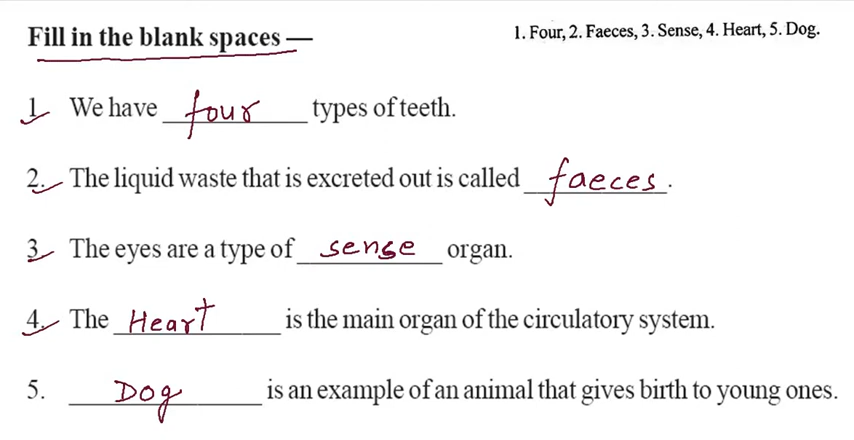 Fill in the blank spaces —
1. Four, 2. Faeces, 3. Sense, 4. Heart, 5. Dog.
1. We have four types of teeth.
2. The liquid waste that is excreted out is called faeces.
3. The eyes are a type of sense organ.
4. The Heart is the main organ of the circulatory system.
5. Dog is an example of an animal that gives birth to young ones.